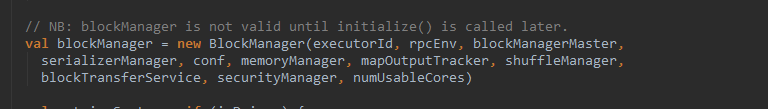 // NB: blockManager is not valid until initialize() is called later.
val blockManager = new BlockManager(executorId, rpcEnv, blockManagerMaster,
serializerManager, conf, memoryManager, mapOutputTracker, shuffleManager,
blockTransferService, securityManager, numUsableCores)